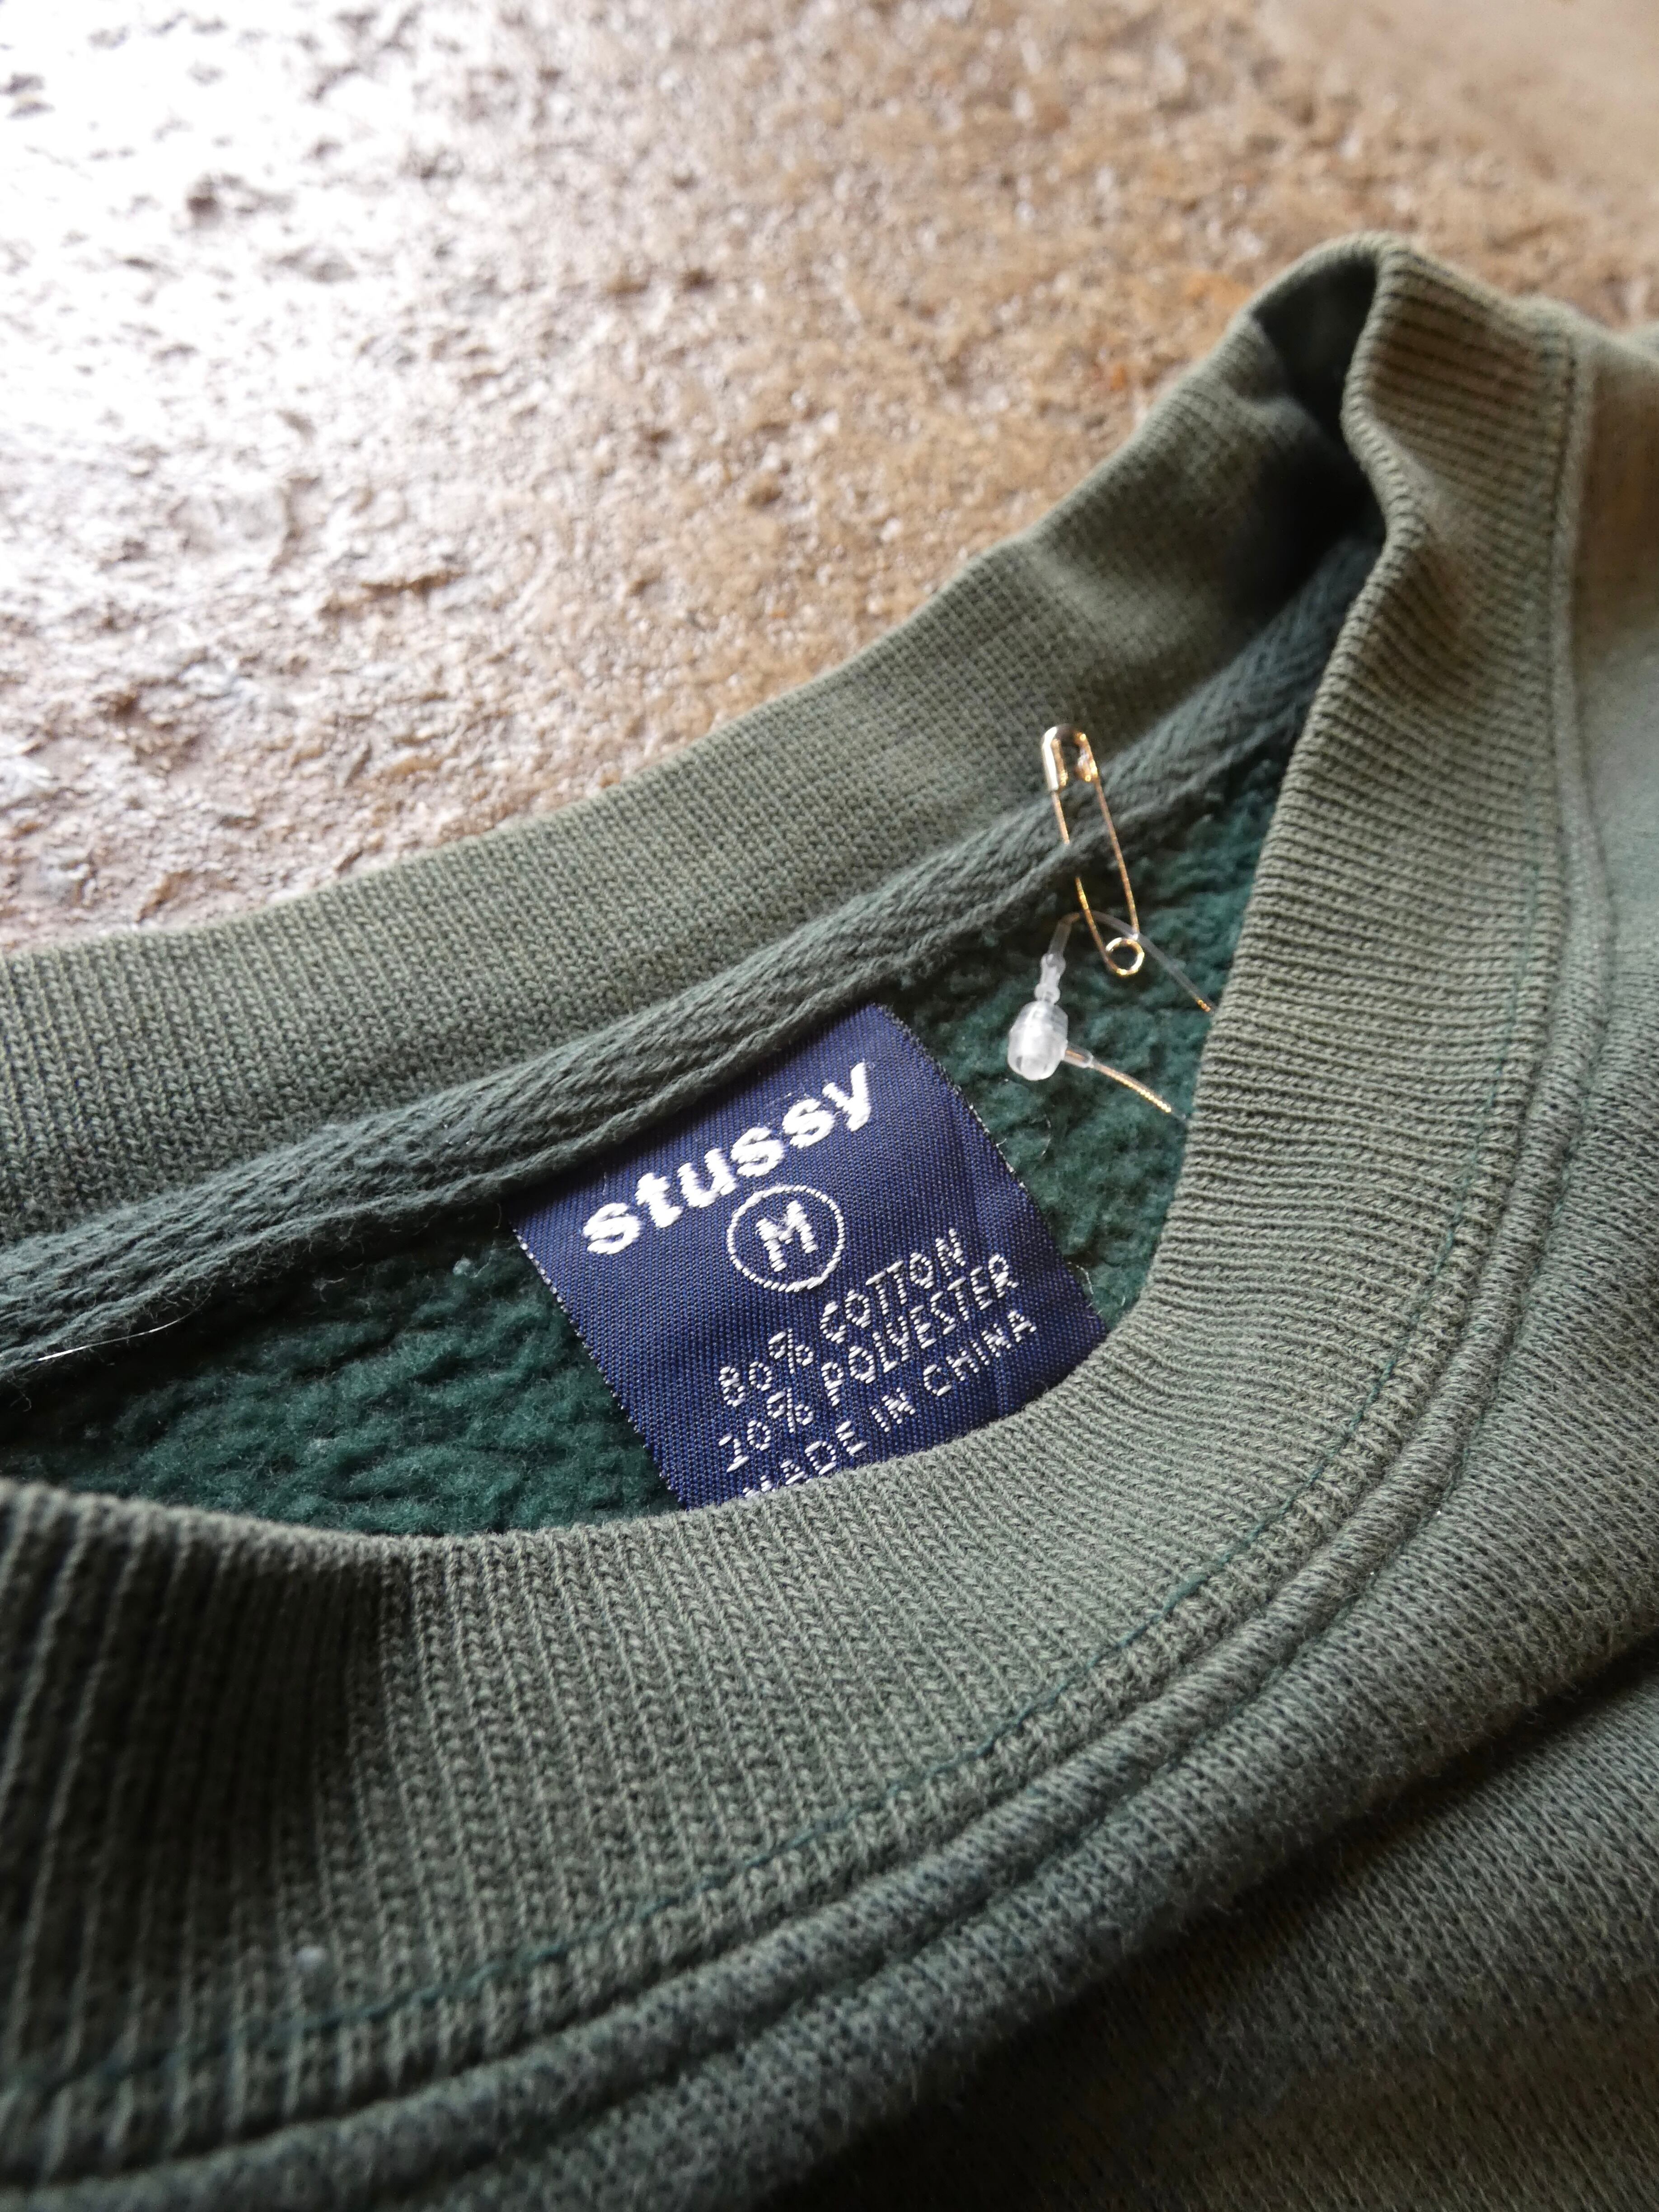 stussy
M
80% COTTON
20% POLYESTER
MADE IN CHINA